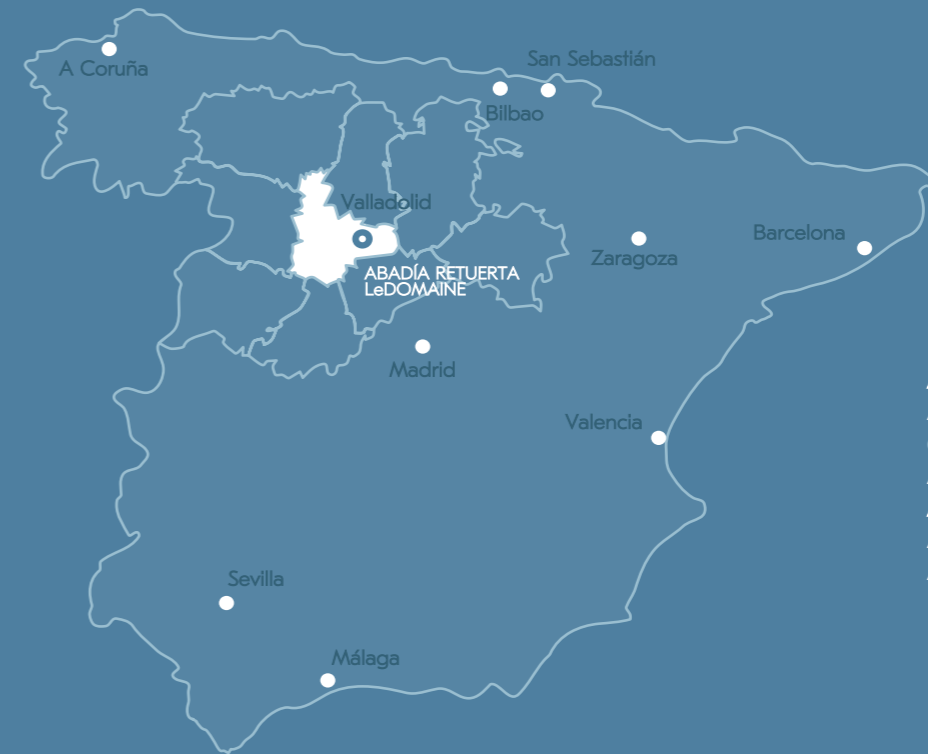 San Sebastián
A Coruña
Bilbao
Valladolid
Barcelona
Zaragoza
ABADÍA RETUERTA
LeDOMAINE
Madrid
Valencia
Sevilla
Málaga